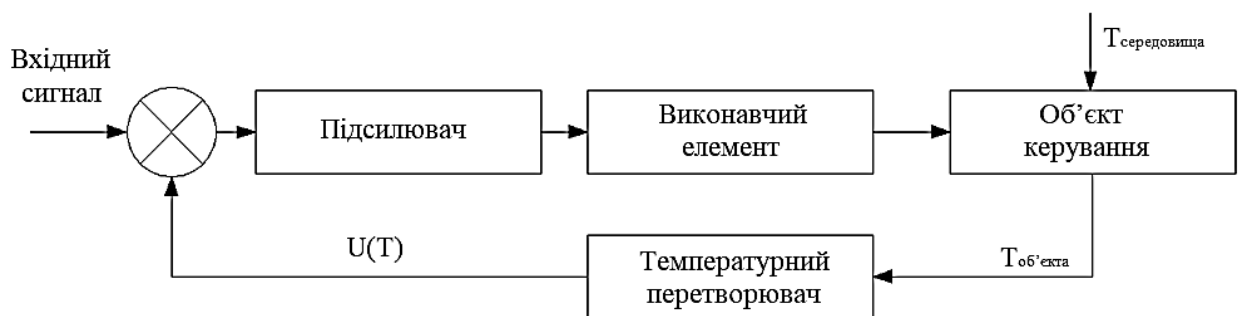 Вхідний
сигнал
Підсилювач
Виконавчий
елемент
Тсередовища
Об’єкт
керування
U(T)
Температурний
перетворювач
Тоб’єкта